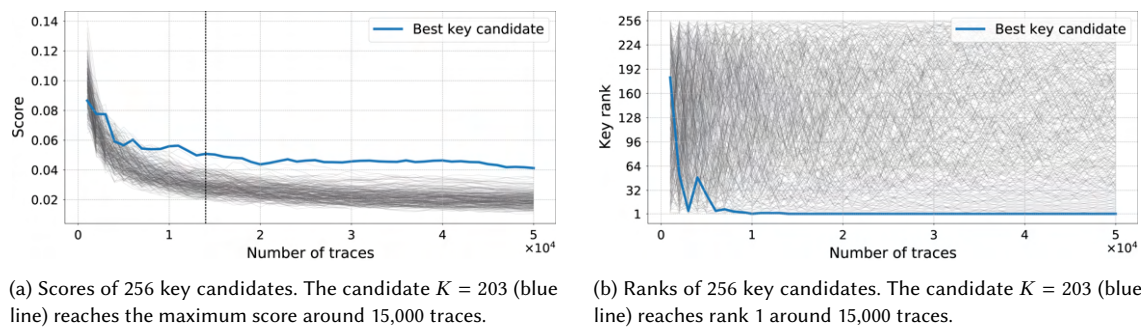 0.14
0.12
0.10
0.08
0.06
0.04
0.02
Score
Best key candidate
0 1 2 3 4 5
×10⁴
Number of traces
256
224
192
160
128
96
64
32
1
Key rank
Best key candidate
0 1 2 3 4 5
×10⁴
Number of traces
(a) Scores of 256 key candidates. The candidate K = 203 (blue
line) reaches the maximum score around 15,000 traces.
(b) Ranks of 256 key candidates. The candidate K = 203 (blue
line) reaches rank 1 around 15,000 traces.